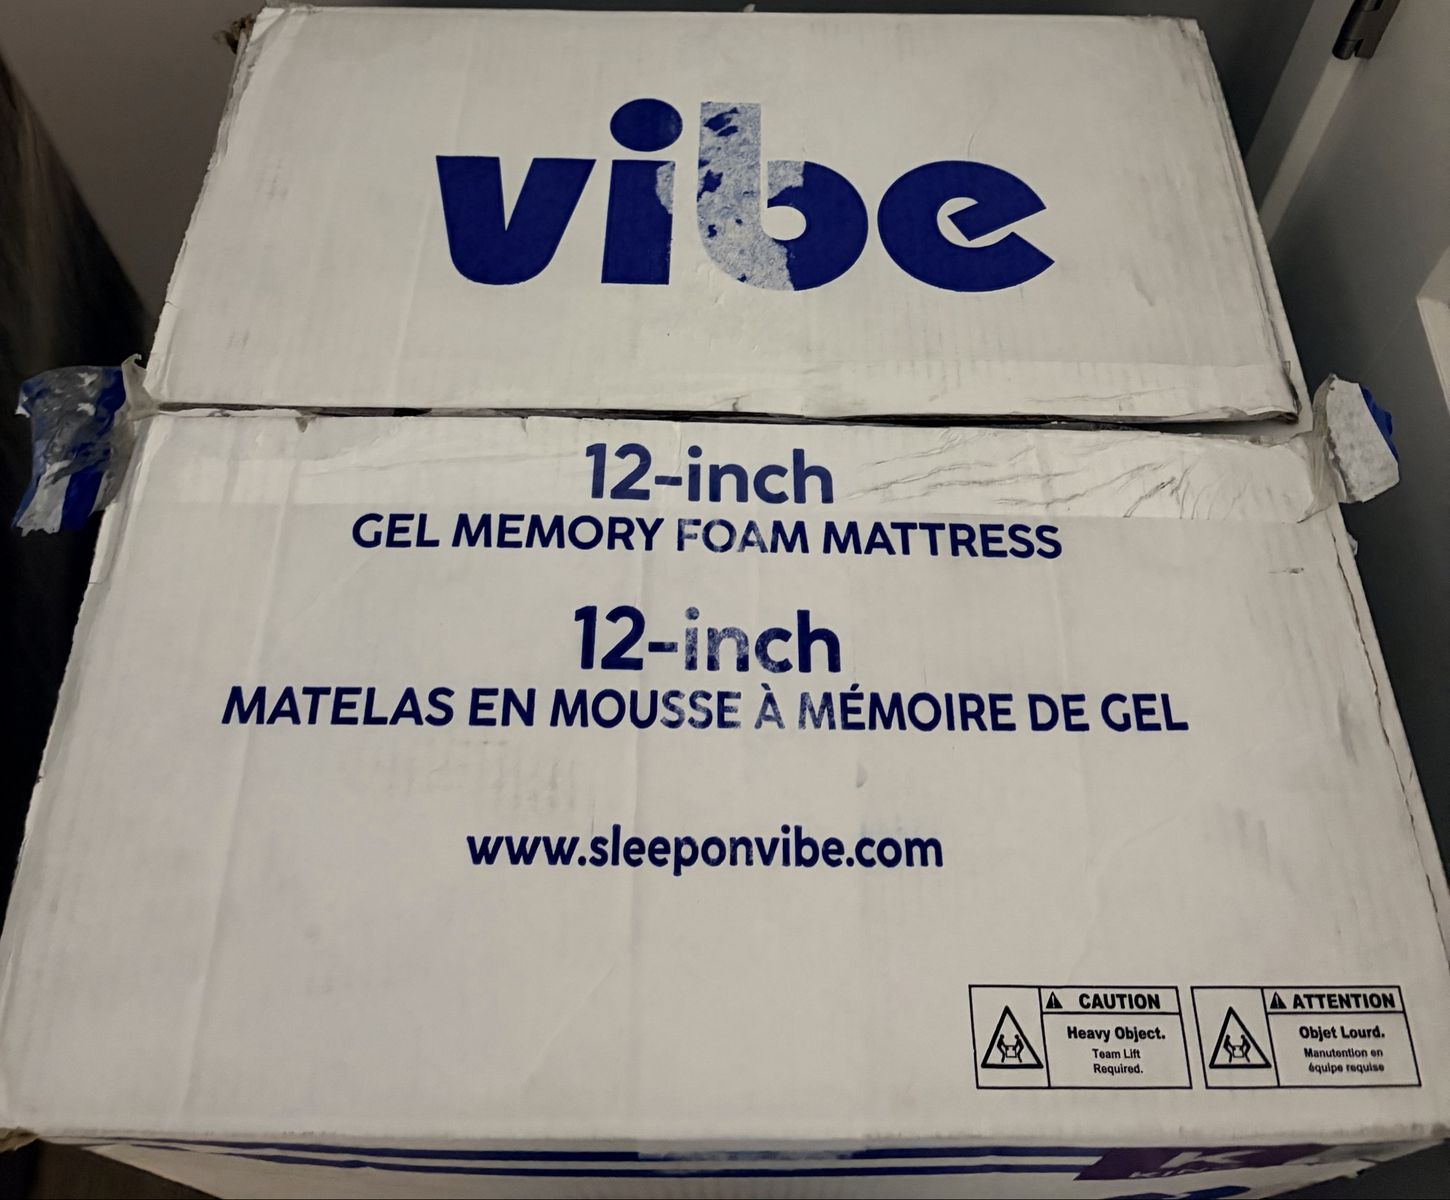 vibe
12-inch
GEL MEMORY FOAM MATTRESS
12-inch
MATELAS EN MOUSSE À MÉMOIRE DE GEL
www.sleeponvibe.com
CAUTION
Heavy Object.
Team Lift
Required.
ATTENTION
Objet Lourd.
Manutention en
équipe requise
K